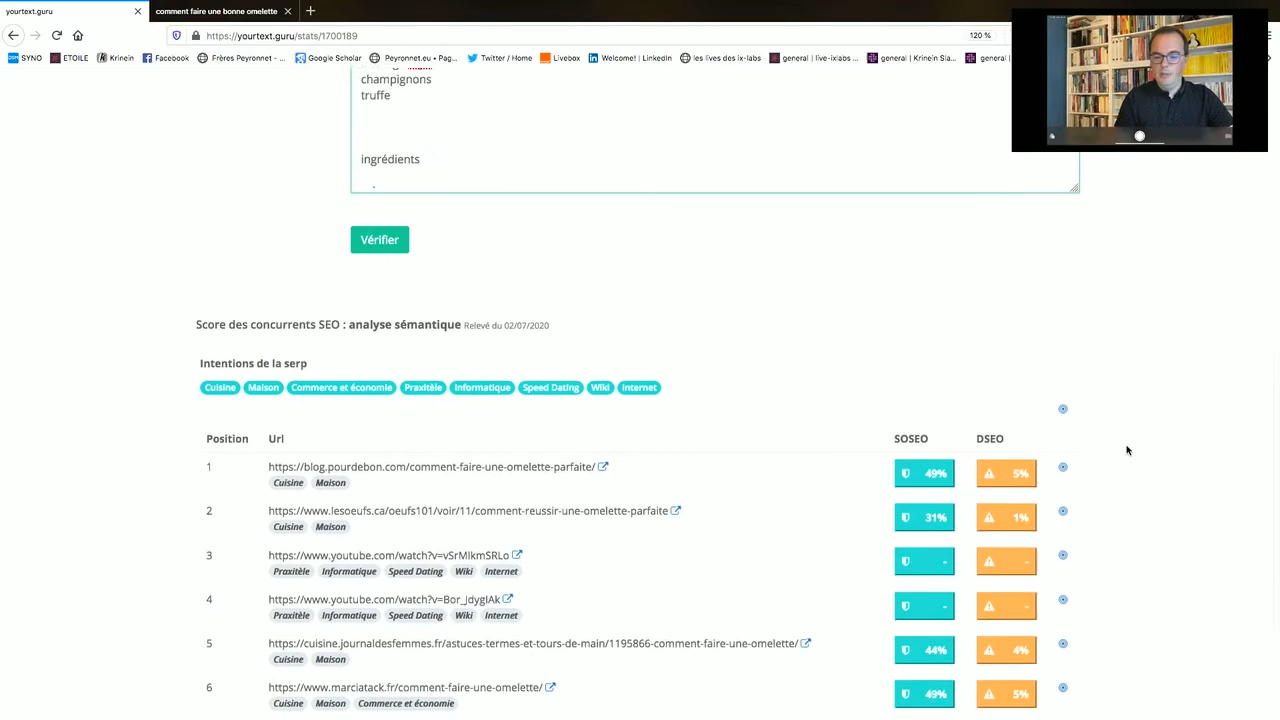 yourtext.guru
comment faire une bonne omelette
https://yourtext.guru/stats/1700189
120 %
SYNO
ETOILE
Krinein
Facebook
Frères Peyronnet - ...
Google Scholar
Peyronnet.eu • Pag...
Twitter / Home
Livebox
Welcome! | LinkedIn
les lives des ix-labs
general | live-ixlabs ...
general | Krinein Sla...
general |
champignons
truffe
ingrédients
Vérifier
Score des concurrents SEO : analyse sémantique Relevé du 02/07/2020
Intentions de la serp
Cuisine Maison Commerce et économie Praxitèle Informatique Speed Dating Wiki Internet
Position Url SOSEO DSEO
1 https://blog.pourdebon.com/comment-faire-une-omelette-parfaite/ 49% 5%
Cuisine Maison
2 https://www.lesoeufs.ca/oeufs101/voir/11/comment-reussir-une-omelette-parfaite 31% 1%
Cuisine Maison
3 https://www.youtube.com/watch?v=vSrMIkmSRLo - -
Praxitèle Informatique Speed Dating Wiki Internet
4 https://www.youtube.com/watch?v=Bor_JdygIAk - -
Praxitèle Informatique Speed Dating Wiki Internet
5 https://cuisine.journaldesfemmes.fr/astuces-termes-et-tours-de-main/1195866-comment-faire-une-omelette/ 44% 4%
Cuisine Maison
6 https://www.marciatack.fr/comment-faire-une-omelette/ 49% 5%
Cuisine Maison Commerce et économie